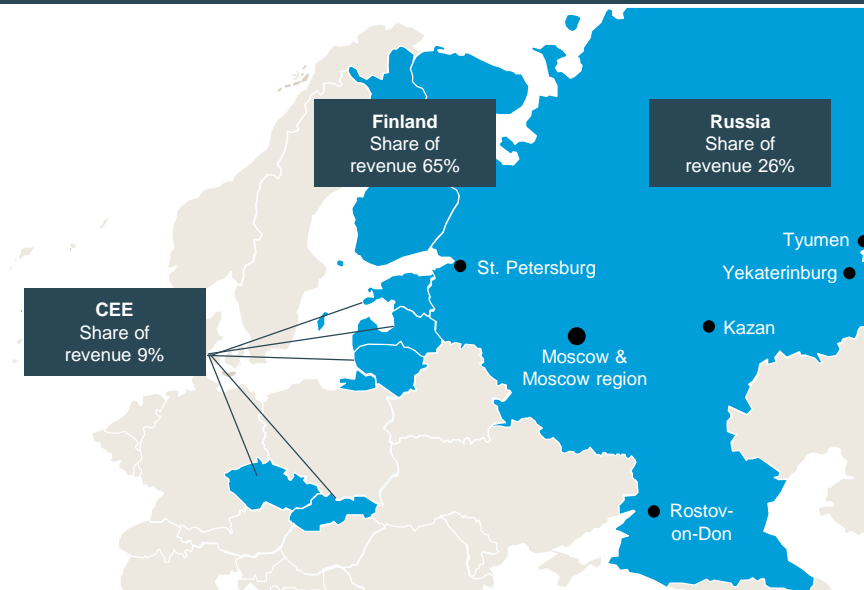 Finland
Share of
revenue 65%
Russia
Share of
revenue 26%
Tyumen
St. Petersburg
Yekaterinburg
CEE
Share of
revenue 9%
Kazan
Moscow &
Moscow region
Rostov-
on-Don